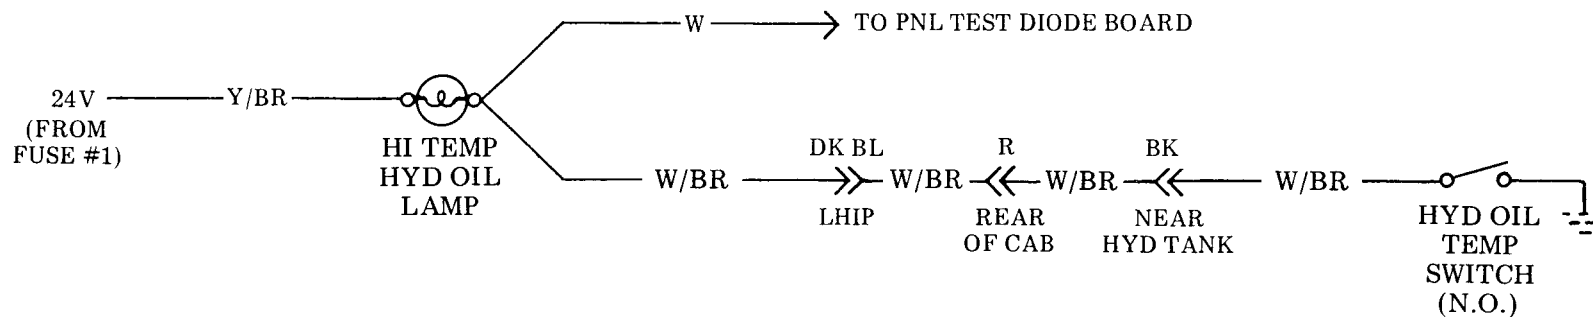 W
TO PNL TEST DIODE BOARD
24V
(FROM
FUSE #1)
Y/BR
HI TEMP
HYD OIL
LAMP
W/BR
DK BL
LHIP
W/BR
R
REAR
OF CAB
W/BR
BK
NEAR
HYD TANK
W/BR
HYD OIL
TEMP
SWITCH
(N.O.)